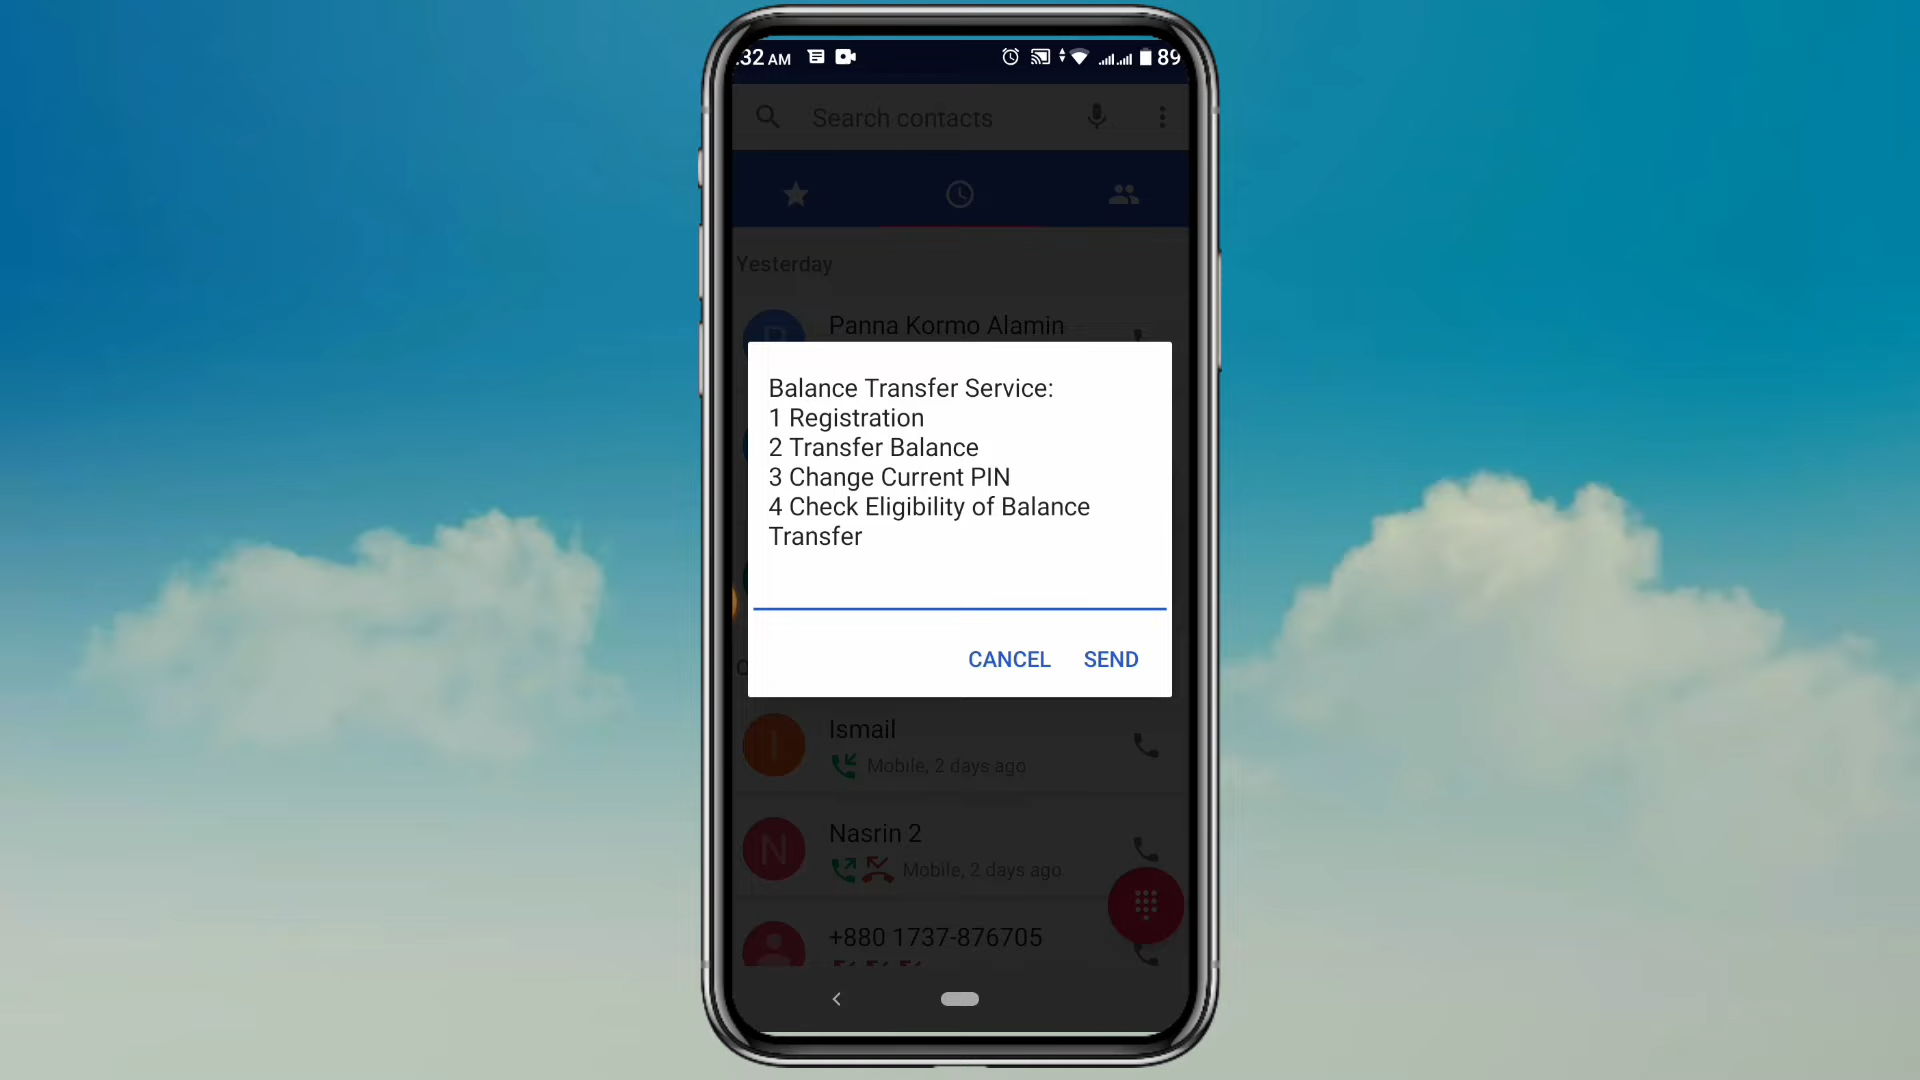 :32 AM
89
Search contacts
Yesterday
Panna Kormo Alamin
Balance Transfer Service:
1 Registration
2 Transfer Balance
3 Change Current PIN
4 Check Eligibility of Balance
Transfer
CANCEL SEND
I
Ismail
Mobile, 2 days ago
N
Nasrin 2
Mobile, 2 days ago
+880 1737-876705